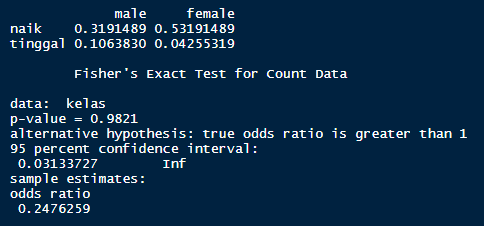 male female
naik 0.3191489 0.53191489
tinggal 0.1063830 0.04255319
Fisher's Exact Test for Count Data
data: kelas
p-value = 0.9821
alternative hypothesis: true odds ratio is greater than 1
95 percent confidence interval:
0.03133727 Inf
sample estimates:
odds ratio
0.2476259